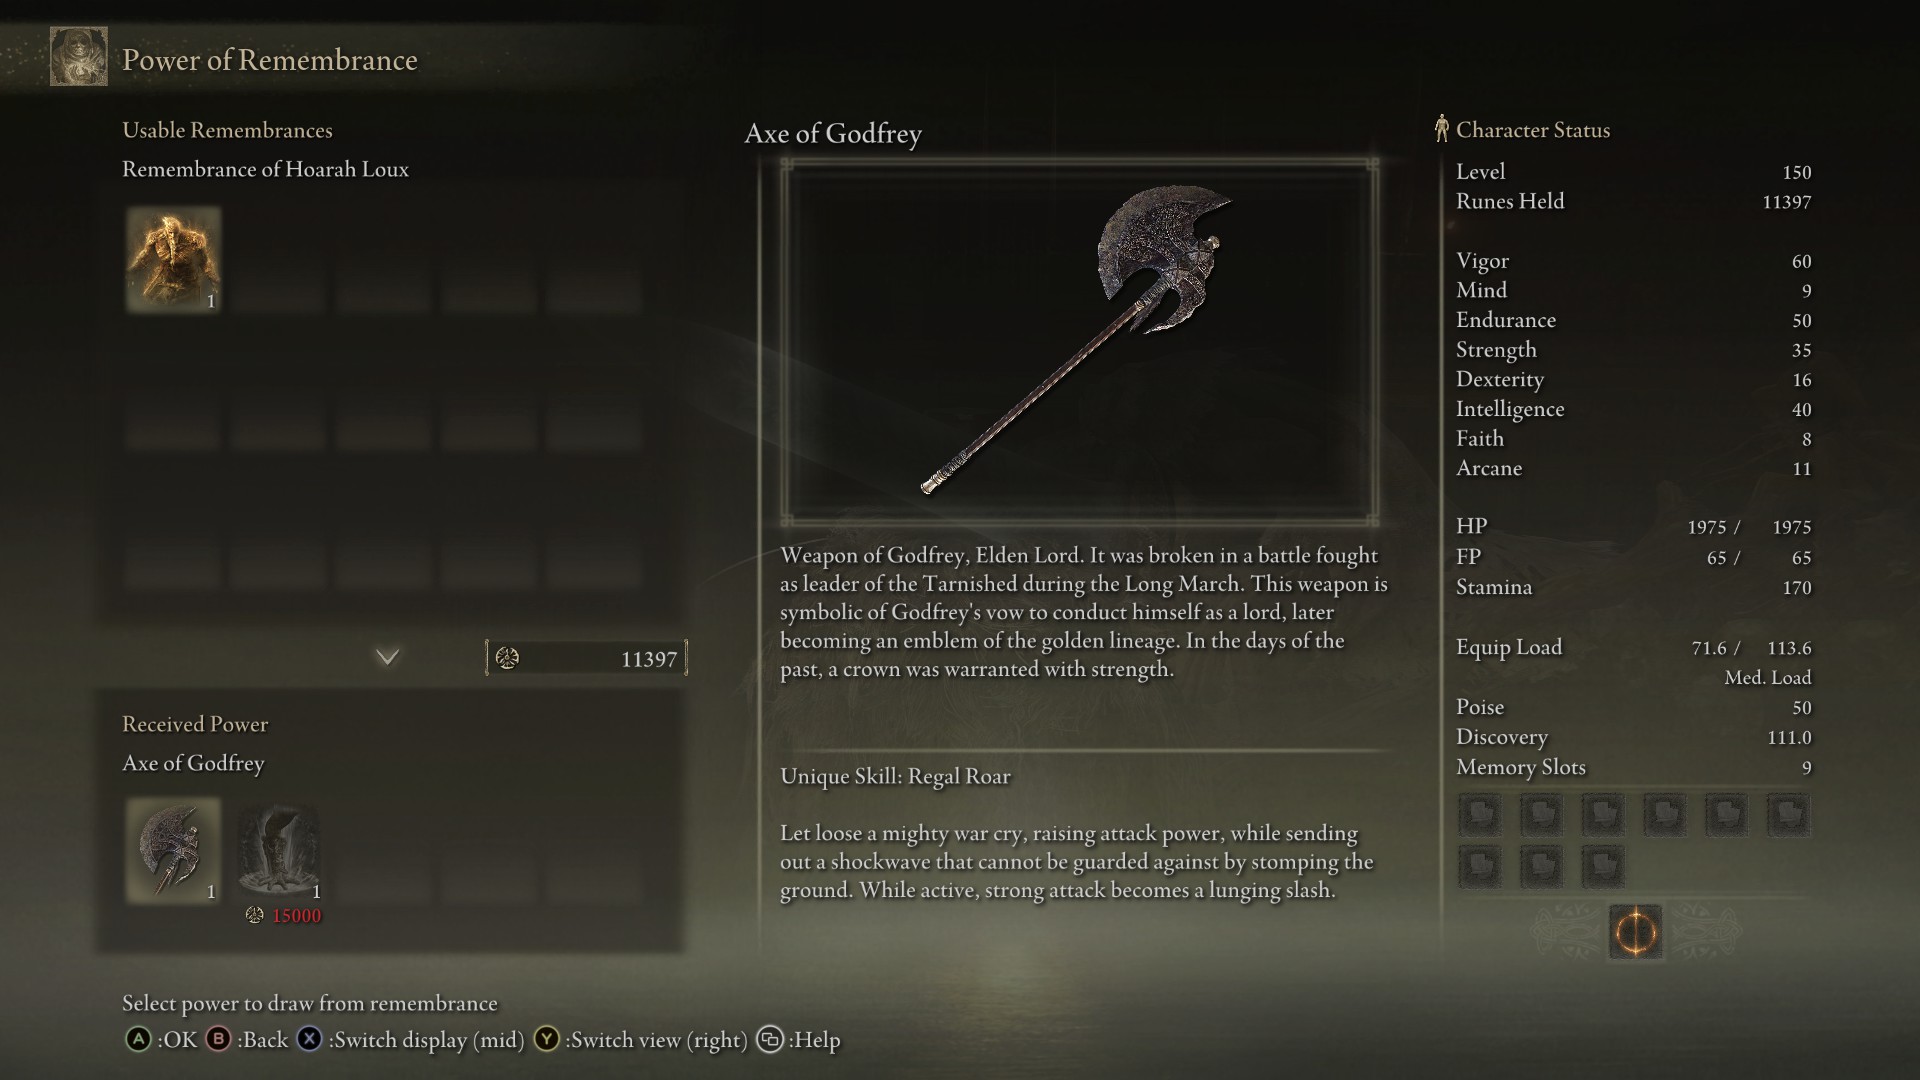 Power of Remembrance
Usable Remembrances
Remembrance of Hoarah Loux
1
11397
Received Power
Axe of Godfrey
1
1
15000
Axe of Godfrey
Weapon of Godfrey, Elden Lord. It was broken in a battle fought
as leader of the Tarnished during the Long March. This weapon is
symbolic of Godfrey's vow to conduct himself as a lord, later
becoming an emblem of the golden lineage. In the days of the
past, a crown was warranted with strength.
Unique Skill: Regal Roar
Let loose a mighty war cry, raising attack power, while sending
out a shockwave that cannot be guarded against by stomping the
ground. While active, strong attack becomes a lunging slash.
Character Status
Level 150
Runes Held 11397
Vigor 60
Mind 9
Endurance 50
Strength 35
Dexterity 16
Intelligence 40
Faith 8
Arcane 11
HP 1975 / 1975
FP 65 / 65
Stamina 170
Equip Load 71.6 / 113.6
Med. Load
Poise 50
Discovery 111.0
Memory Slots 9
Select power to draw from remembrance
A :OK B :Back X :Switch display (mid) Y :Switch view (right) :Help